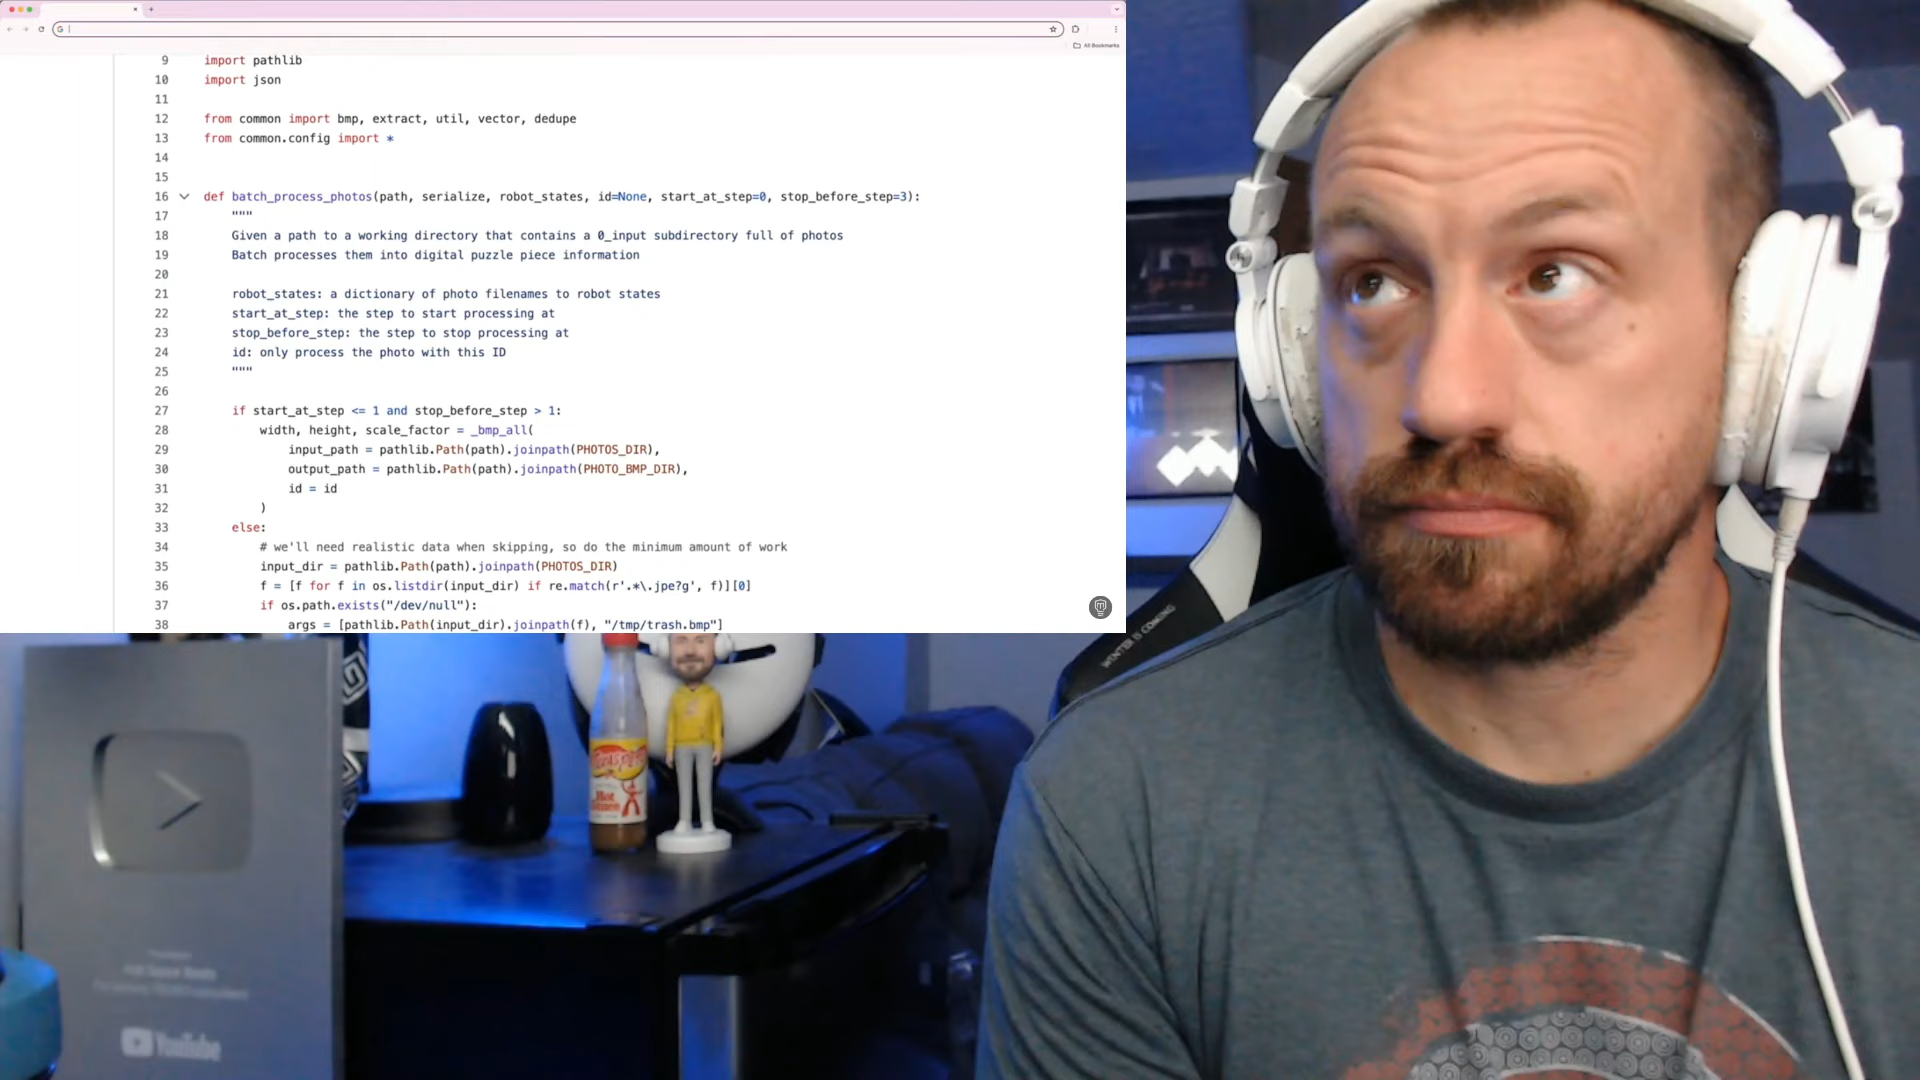 All Bookmarks
9 import pathlib
10 import json
11
12 from common import bmp, extract, util, vector, dedupe
13 from common.config import *
14
15
16 def batch_process_photos(path, serialize, robot_states, id=None, start_at_step=0, stop_before_step=3):
17 """
18 Given a path to a working directory that contains a 0_input subdirectory full of photos
19 Batch processes them into digital puzzle piece information
20
21 robot_states: a dictionary of photo filenames to robot states
22 start_at_step: the step to start processing at
23 stop_before_step: the step to stop processing at
24 id: only process the photo with this ID
25 """
26
27 if start_at_step <= 1 and stop_before_step > 1:
28 width, height, scale_factor = _bmp_all(
29 input_path = pathlib.Path(path).joinpath(PHOTOS_DIR),
30 output_path = pathlib.Path(path).joinpath(PHOTO_BMP_DIR),
31 id = id
32 )
33 else:
34 # we'll need realistic data when skipping, so do the minimum amount of work
35 input_dir = pathlib.Path(path).joinpath(PHOTOS_DIR)
36 f = [f for f in os.listdir(input_dir) if re.match(r'.*\.jpe?g', f)][0]
37 if os.path.exists("/dev/null"):
38 args = [pathlib.Path(input_dir).joinpath(f), "/tmp/trash.bmp"]
WINTER IS COMING
Hot
YouTube